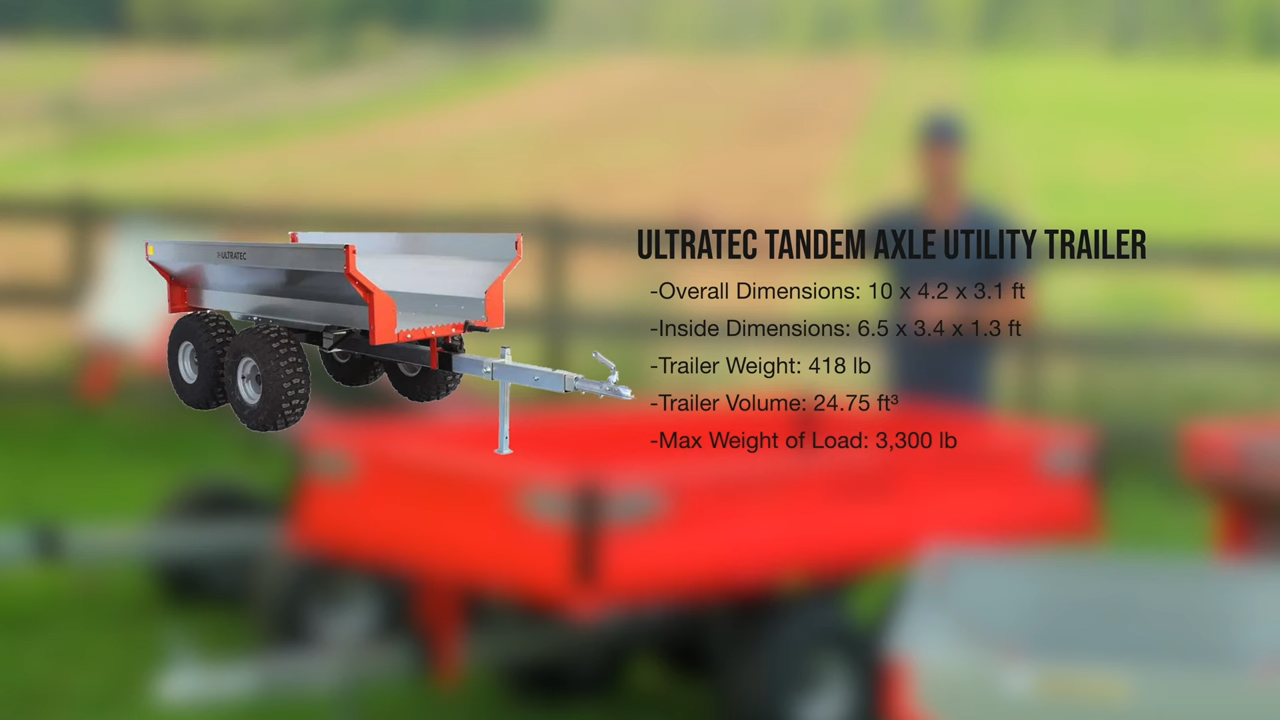 ULTRATEC
ULTRATEC TANDEM AXLE UTILITY TRAILER
-Overall Dimensions: 10 x 4.2 x 3.1 ft
-Inside Dimensions: 6.5 x 3.4 x 1.3 ft
-Trailer Weight: 418 lb
-Trailer Volume: 24.75 ft³
-Max Weight of Load: 3,300 lb